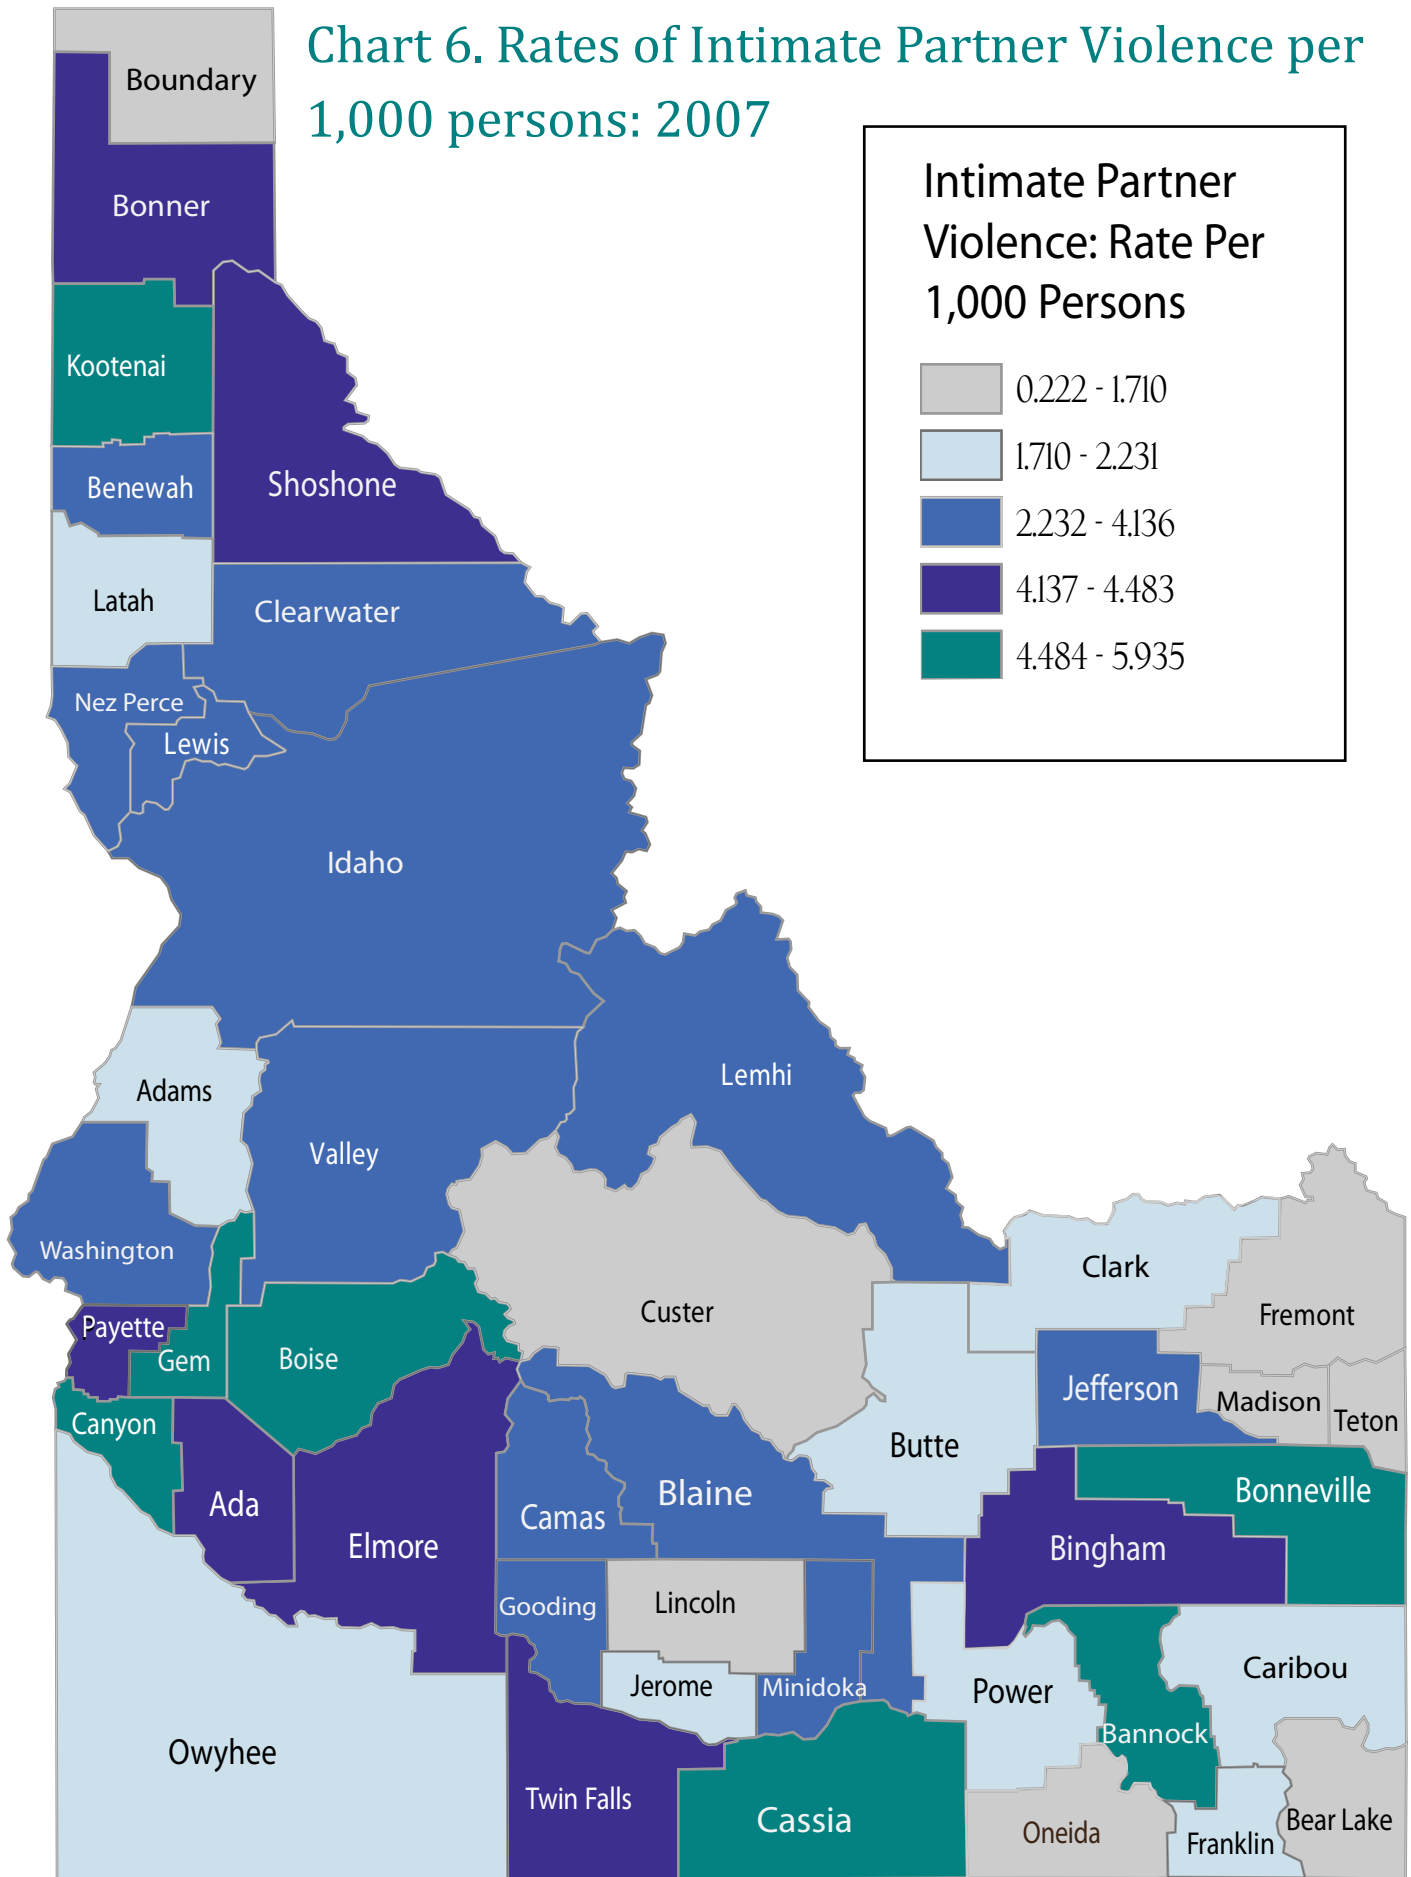 Chart 6. Rates of Intimate Partner Violence per
1,000 persons: 2007
Intimate Partner
Violence: Rate Per
1,000 Persons
0.222 - 1.710
1.710 - 2.231
2.232 - 4.136
4.137 - 4.483
4.484 - 5.935
Boundary
Bonner
Kootenai
Shoshone
Benewah
Latah
Clearwater
Nez Perce
Lewis
Idaho
Lemhi
Adams
Valley
Washington
Clark
Custer
Fremont
Payette
Gem
Boise
Jefferson
Madison
Teton
Canyon
Butte
Bonneville
Blaine
Ada
Camas
Elmore
Bingham
Gooding
Lincoln
Caribou
Jerome
Minidoka
Power
Bannock
Owyhee
Twin Falls
Cassia
Oneida
Bear Lake
Franklin